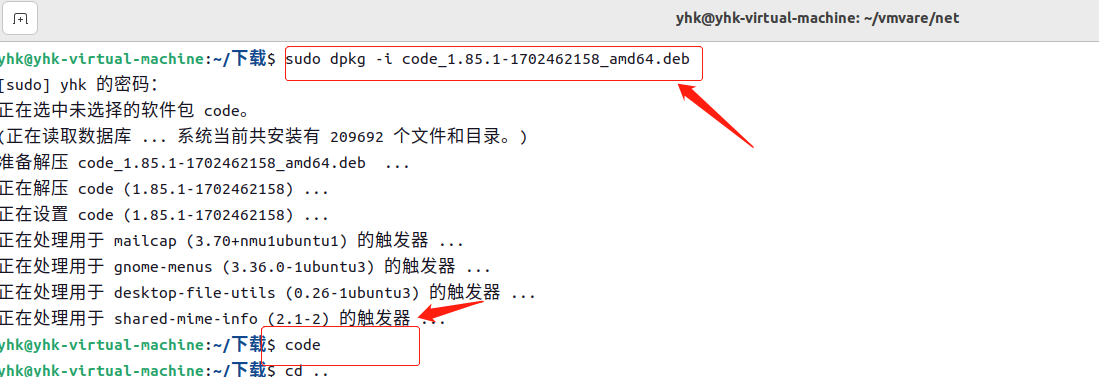 yhk@yhk-virtual-machine: ~/vmvare/net
yhk@yhk-virtual-machine:~/下载$ sudo dpkg -i code_1.85.1-1702462158_amd64.deb
[sudo] yhk 的密码：
正在选中未选择的软件包 code。
(正在读取数据库 ... 系统当前共安装有 209692 个文件和目录。)
准备解压 code_1.85.1-1702462158_amd64.deb ...
正在解压 code (1.85.1-1702462158) ...
正在设置 code (1.85.1-1702462158) ...
正在处理用于 mailcap (3.70+nmu1ubuntu1) 的触发器 ...
正在处理用于 gnome-menus (3.36.0-1ubuntu3) 的触发器 ...
正在处理用于 desktop-file-utils (0.26-1ubuntu3) 的触发器 ...
正在处理用于 shared-mime-info (2.1-2) 的触发器 ...
yhk@yhk-virtual-machine:~/下载$ code
yhk@yhk-virtual-machine:~/下载$ cd ..